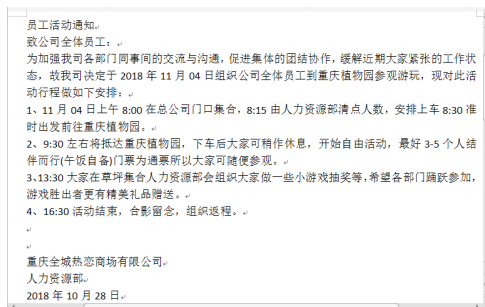 员工活动通知
致公司全体员工：
为加强我司各部门同事间的交流与沟通，促进集体的团结协作，缓解近期大家紧张的工作状
态，故我司决定于 2018 年 11 月 04 日组织公司全体员工到重庆植物园参观游玩，现对此活
动行程做如下安排：
1、11 月 04 日上午 8:00 在总公司门口集合，8:15 由人力资源部清点人数，安排上车 8:30 准
时出发前往重庆植物园。
2、9:30 左右将抵达重庆植物园，下车后大家可稍作休息，开始自由活动，最好 3-5 个人结
伴而行(午饭自备)门票为通票所以大家可随便参观。
3、13:30 大家在草坪集合人力资源部会组织大家做一些小游戏抽奖等，希望各部门踊跃参加，
游戏胜出者更有精美礼品赠送。
4、16:30 活动结束，合影留念，组织返程。
重庆全城热恋商场有限公司
人力资源部
2018 年 10 月 28 日